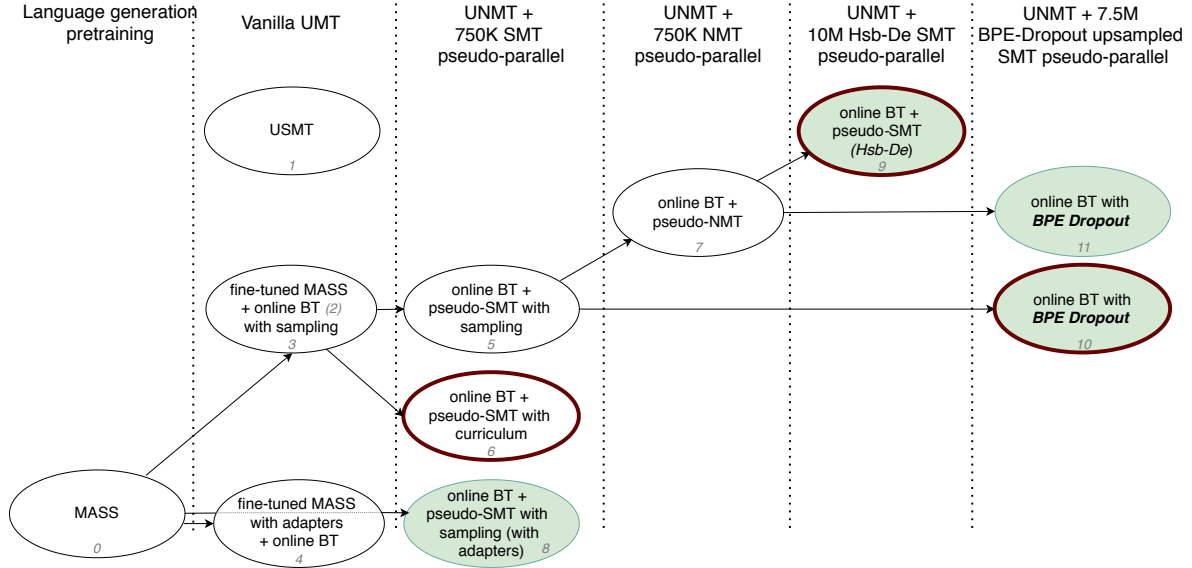 Language generation
pretraining
Vanilla UMT
UNMT +
750K SMT
pseudo-parallel
UNMT +
750K NMT
pseudo-parallel
UNMT +
10M Hsb-De SMT
pseudo-parallel
UNMT + 7.5M
BPE-Dropout upsampled
SMT pseudo-parallel
USMT
1
online BT +
pseudo-SMT
(Hsb-De)
9
online BT +
pseudo-NMT
7
online BT with
BPE Dropout
11
fine-tuned MASS
+ online BT (2)
with sampling
3
online BT +
pseudo-SMT with
sampling
5
online BT with
BPE Dropout
10
online BT +
pseudo-SMT with
curriculum
6
MASS
0
fine-tuned MASS
with adapters
+ online BT
4
online BT +
pseudo-SMT with
sampling (with
adapters)
8